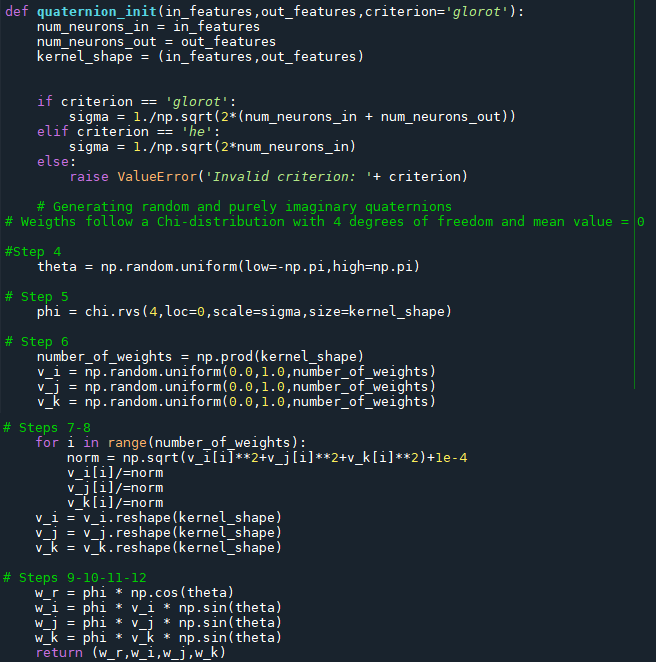 def quaternion_init(in_features,out_features,criterion='glorot'):
    num_neurons_in = in_features
    num_neurons_out = out_features
    kernel_shape = (in_features,out_features)
    if criterion == 'glorot':
        sigma = 1./np.sqrt(2*(num_neurons_in + num_neurons_out))
    elif criterion == 'he':
        sigma = 1./np.sqrt(2*num_neurons_in)
    else:
        raise ValueError('Invalid criterion: '+ criterion)
    # Generating random and purely imaginary quaternions
# Weigths follow a Chi-distribution with 4 degrees of freedom and mean value = 0
#Step 4
    theta = np.random.uniform(low=-np.pi,high=np.pi)
# Step 5
    phi = chi.rvs(4,loc=0,scale=sigma,size=kernel_shape)
# Step 6
    number_of_weights = np.prod(kernel_shape)
    v_i = np.random.uniform(0.0,1.0,number_of_weights)
    v_j = np.random.uniform(0.0,1.0,number_of_weights)
    v_k = np.random.uniform(0.0,1.0,number_of_weights)
# Steps 7-8
    for i in range(number_of_weights):
        norm = np.sqrt(v_i[i]**2+v_j[i]**2+v_k[i]**2)+1e-4
        v_i[i]/=norm
        v_j[i]/=norm
        v_k[i]/=norm
    v_i = v_i.reshape(kernel_shape)
    v_j = v_j.reshape(kernel_shape)
    v_k = v_k.reshape(kernel_shape)
# Steps 9-10-11-12
    w_r = phi * np.cos(theta)
    w_i = phi * v_i * np.sin(theta)
    w_j = phi * v_j * np.sin(theta)
    w_k = phi * v_k * np.sin(theta)
    return (w_r,w_i,w_j,w_k)